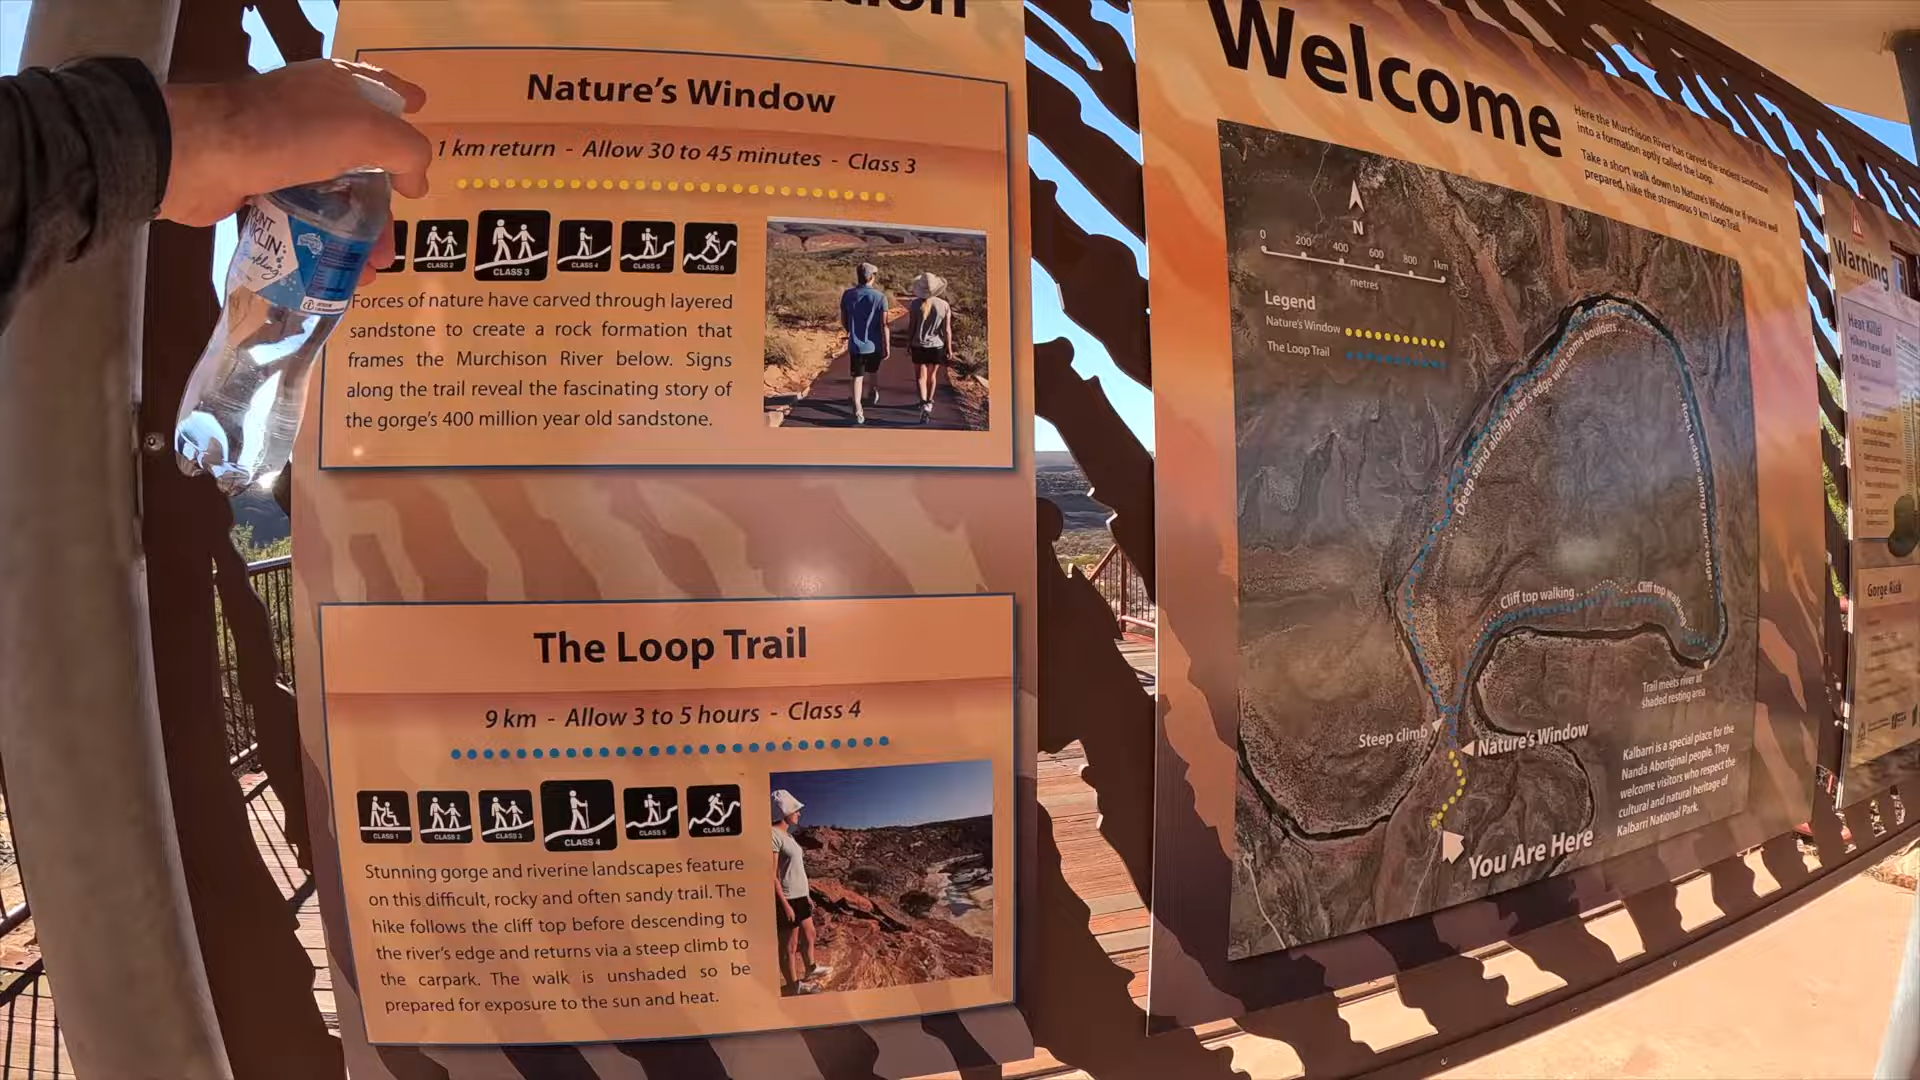 Nature's Window
1 km return - Allow 30 to 45 minutes - Class 3
CLASS 2
CLASS 3
CLASS 4
CLASS 5
CLASS 6
Forces of nature have carved through layered
sandstone to create a rock formation that
frames the Murchison River below. Signs
along the trail reveal the fascinating story of
the gorge's 400 million year old sandstone.
The Loop Trail
9 km - Allow 3 to 5 hours - Class 4
CLASS 1
CLASS 2
CLASS 3
CLASS 4
CLASS 5
CLASS 6
Stunning gorge and riverine landscapes feature
on this difficult, rocky and often sandy trail. The
hike follows the cliff top before descending to
the river's edge and returns via a steep climb to
the carpark. The walk is unshaded so be
prepared for exposure to the sun and heat.
Welcome
Here the Murchison River has carved the ancient sandstone
into a formation aptly called the Loop.
Take a short walk down to Nature's Window or if you are well
prepared, hike the strenuous 9 km Loop Trail.
N
0 200 400 600 800 1km
metres
Legend
Nature's Window
The Loop Trail
Deep sand along river's edge with some boulders
Rock ledges along river's edge
Cliff top walking
Cliff top walking
Trail meets river at
shaded resting area
Steep climb
Nature's Window
You Are Here
Kalbarri is a special place for the
Nanda Aboriginal people. They
welcome visitors who respect the
cultural and natural heritage of
Kalbarri National Park.
Warning
Heat Kills!
Hikers have died
on this trail
Gorge Risk